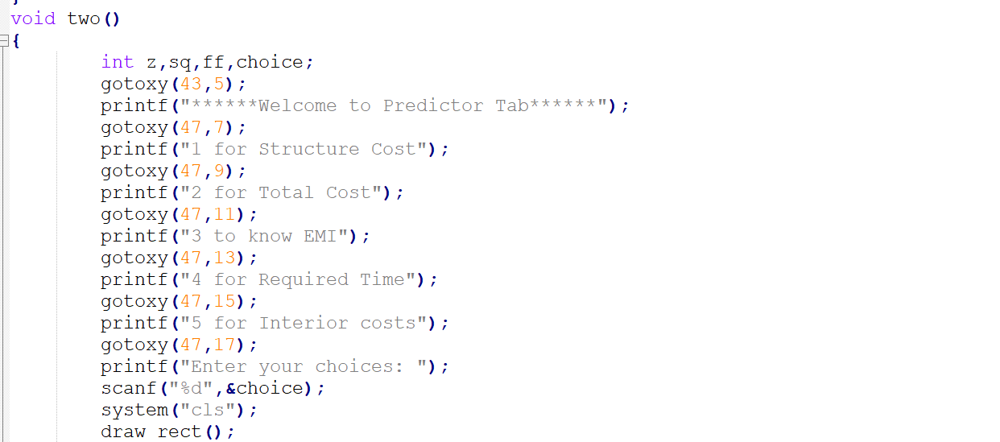 void two()
{
int z,sq,ff,choice;
gotoxy(43,5);
printf("******Welcome to Predictor Tab******");
gotoxy(47,7);
printf("1 for Structure Cost");
gotoxy(47,9);
printf("2 for Total Cost");
gotoxy(47,11);
printf("3 to know EMI");
gotoxy(47,13);
printf("4 for Required Time");
gotoxy(47,15);
printf("5 for Interior costs");
gotoxy(47,17);
printf("Enter your choices: ");
scanf("%d",&choice);
system("cls");
draw rect();